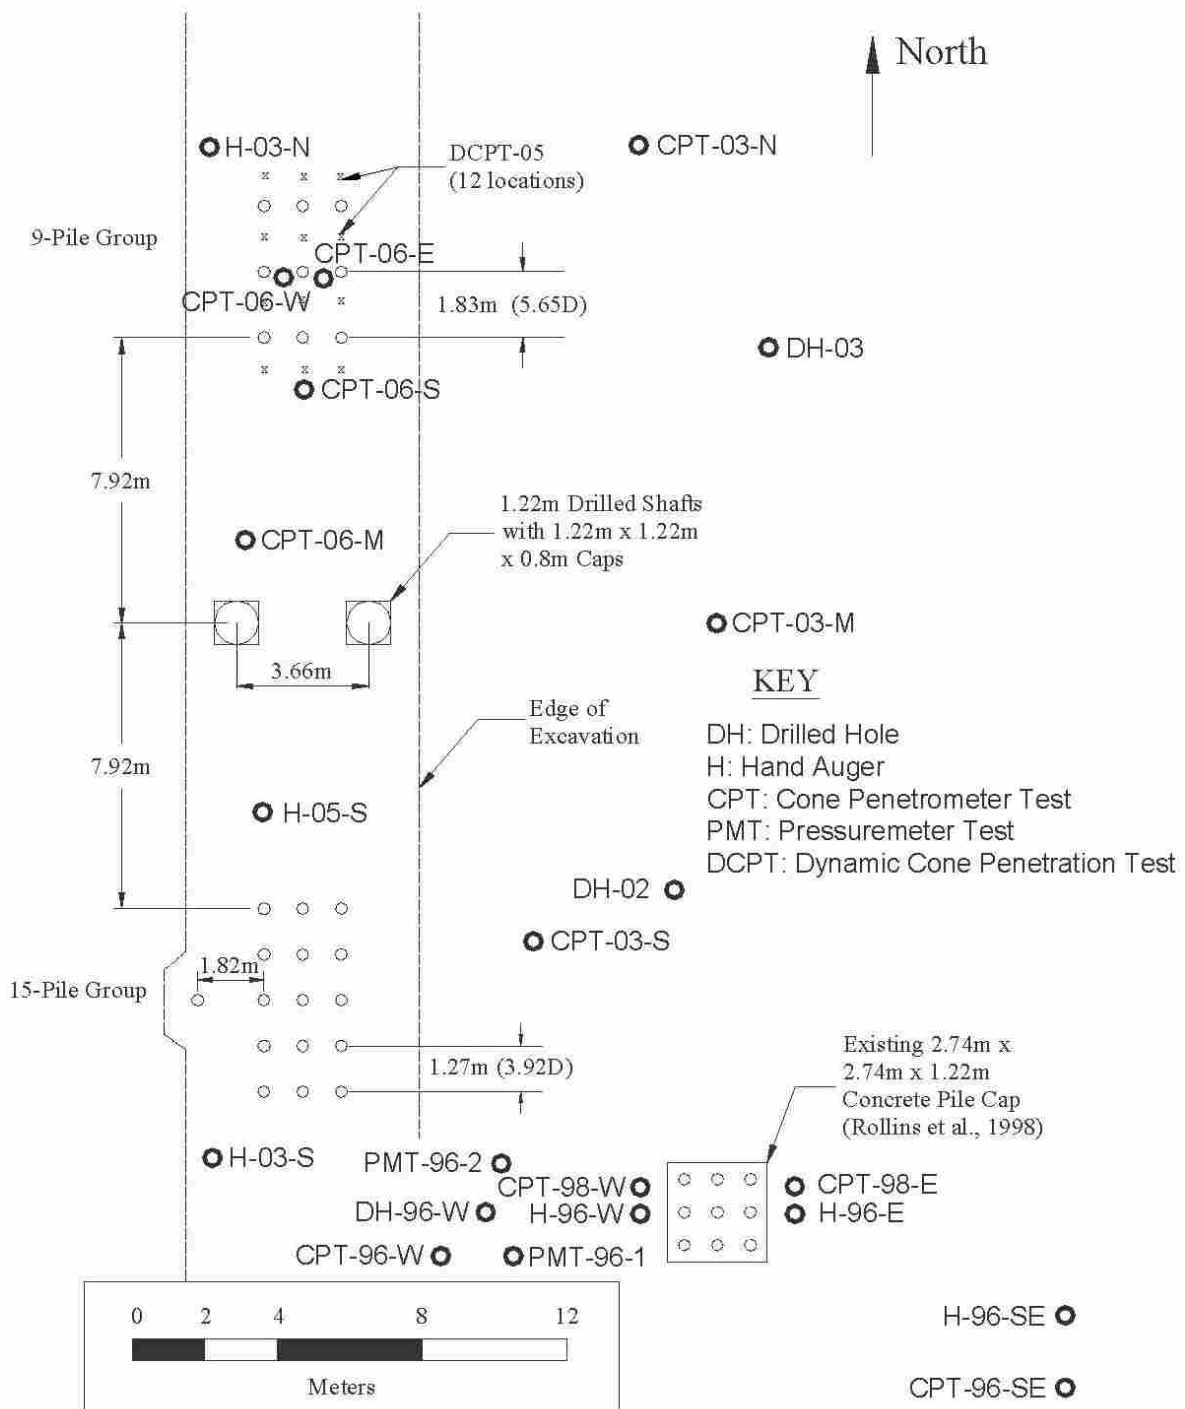 North
H-03-N
CPT-03-N
DCPT-05
(12 locations)
x x x
9-Pile Group
x x x
CPT-06-E
CPT-06-W
x x
1.83m (5.65D)
DH-03
x x x
CPT-06-S
7.92m
1.22m Drilled Shafts
with 1.22m x 1.22m
x 0.8m Caps
CPT-06-M
CPT-03-M
3.66m
KEY
Edge of
Excavation
DH: Drilled Hole
H: Hand Auger
CPT: Cone Penetrometer Test
PMT: Pressuremeter Test
DCPT: Dynamic Cone Penetration Test
7.92m
H-05-S
DH-02
CPT-03-S
1.82m
15-Pile Group
1.27m (3.92D)
Existing 2.74m x
2.74m x 1.22m
Concrete Pile Cap
(Rollins et al., 1998)
H-03-S
PMT-96-2
CPT-98-W
CPT-98-E
DH-96-W
H-96-W
H-96-E
CPT-96-W
PMT-96-1
0 2 4 8 12
Meters
H-96-SE
CPT-96-SE